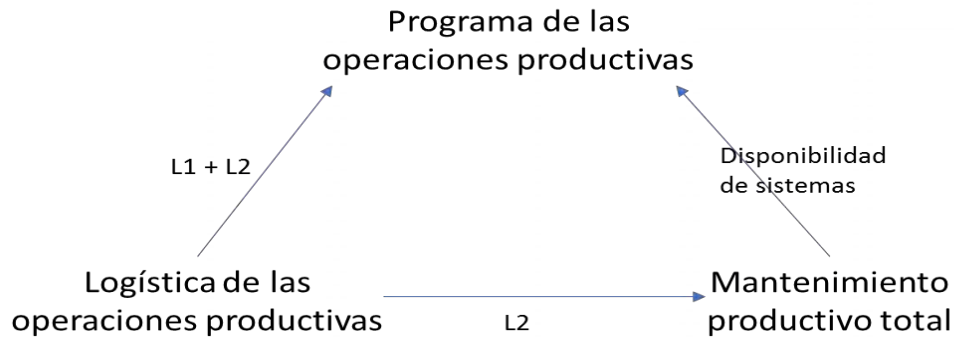 Programa de las
operaciones productivas
L1 + L2
Disponibilidad
de sistemas
Logística de las
operaciones productivas
L2
Mantenimiento
productivo total